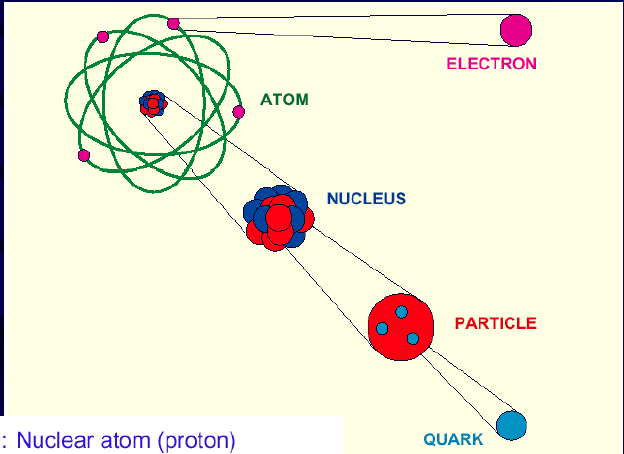 ELECTRON
ATOM
NUCLEUS
PARTICLE
QUARK
: Nuclear atom (proton)